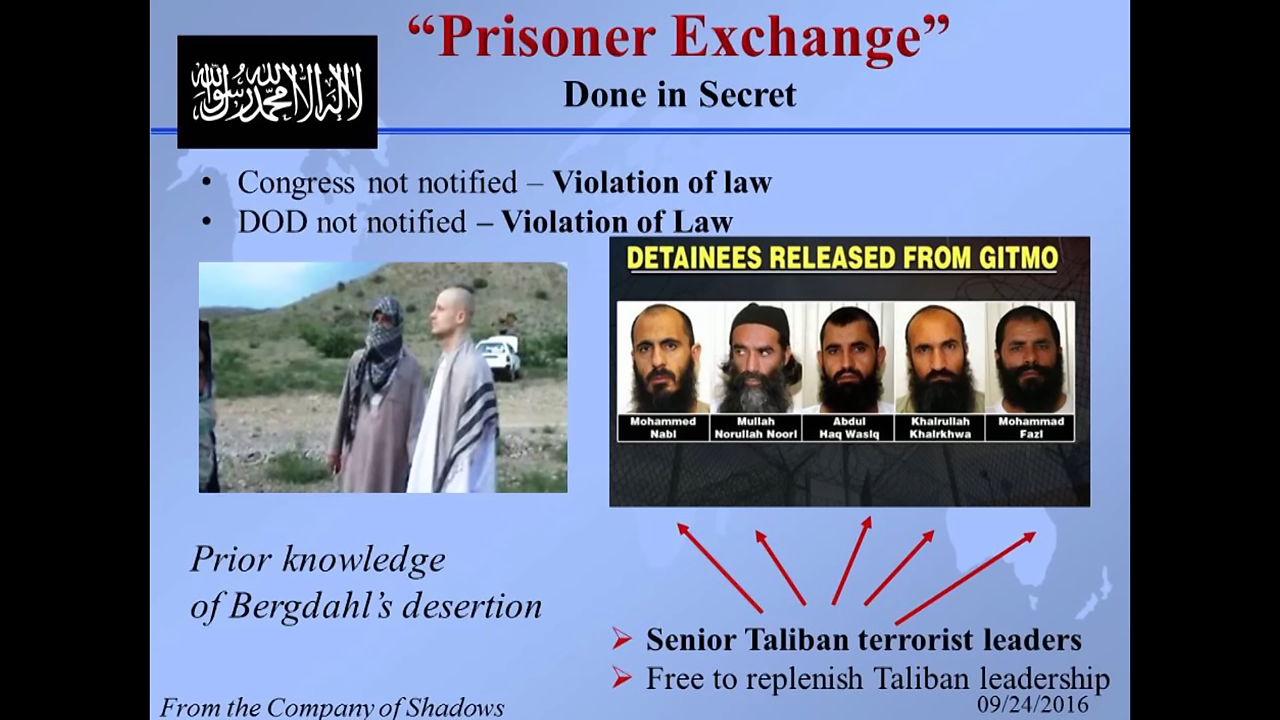 “Prisoner Exchange”
Done in Secret
لا إله إلا الله محمد رسول الله
• Congress not notified – Violation of law
• DOD not notified – Violation of Law
DETAINEES RELEASED FROM GITMO
Mohammed Nabi
Mullah Norullah Noori
Abdul Haq Wasiq
Khairullah Khairkhwa
Mohammad Fazl
Prior knowledge
of Bergdahl’s desertion
➢ Senior Taliban terrorist leaders
➢ Free to replenish Taliban leadership
From the Company of Shadows
09/24/2016